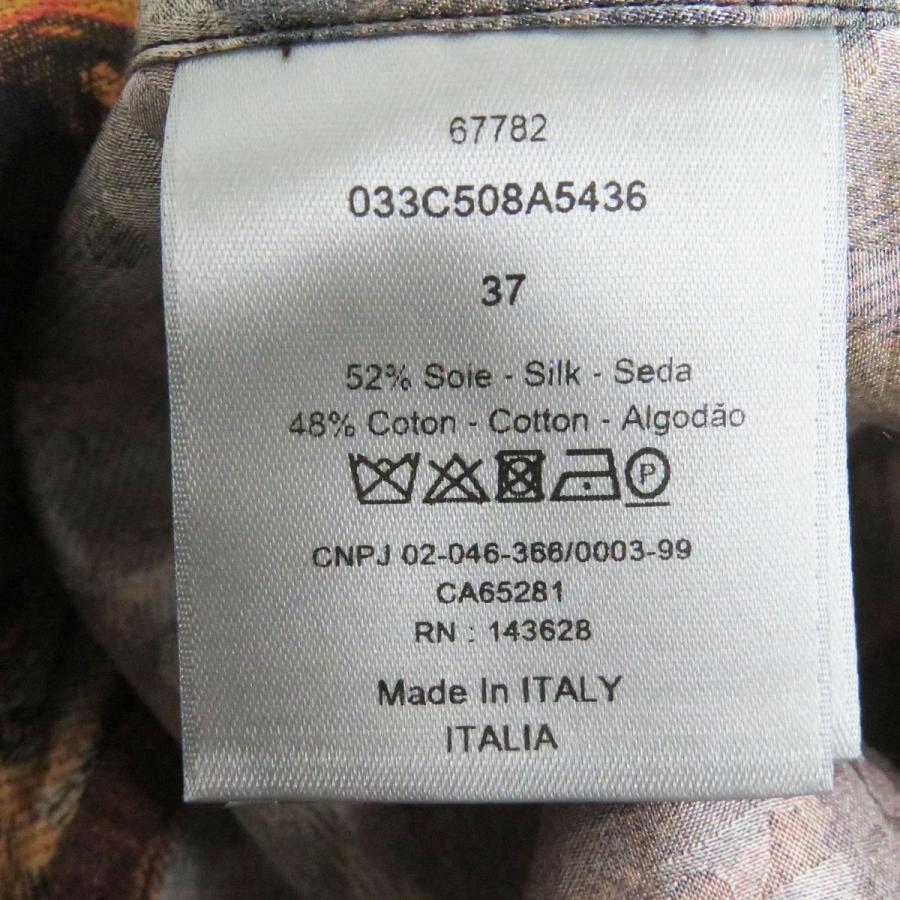 67782
033C508A5436
37
52% Soie - Silk - Seda
48% Coton - Cotton - Algodão
P
CNPJ 02-046-366/0003-99
CA65281
RN : 143628
Made In ITALY
ITALIA